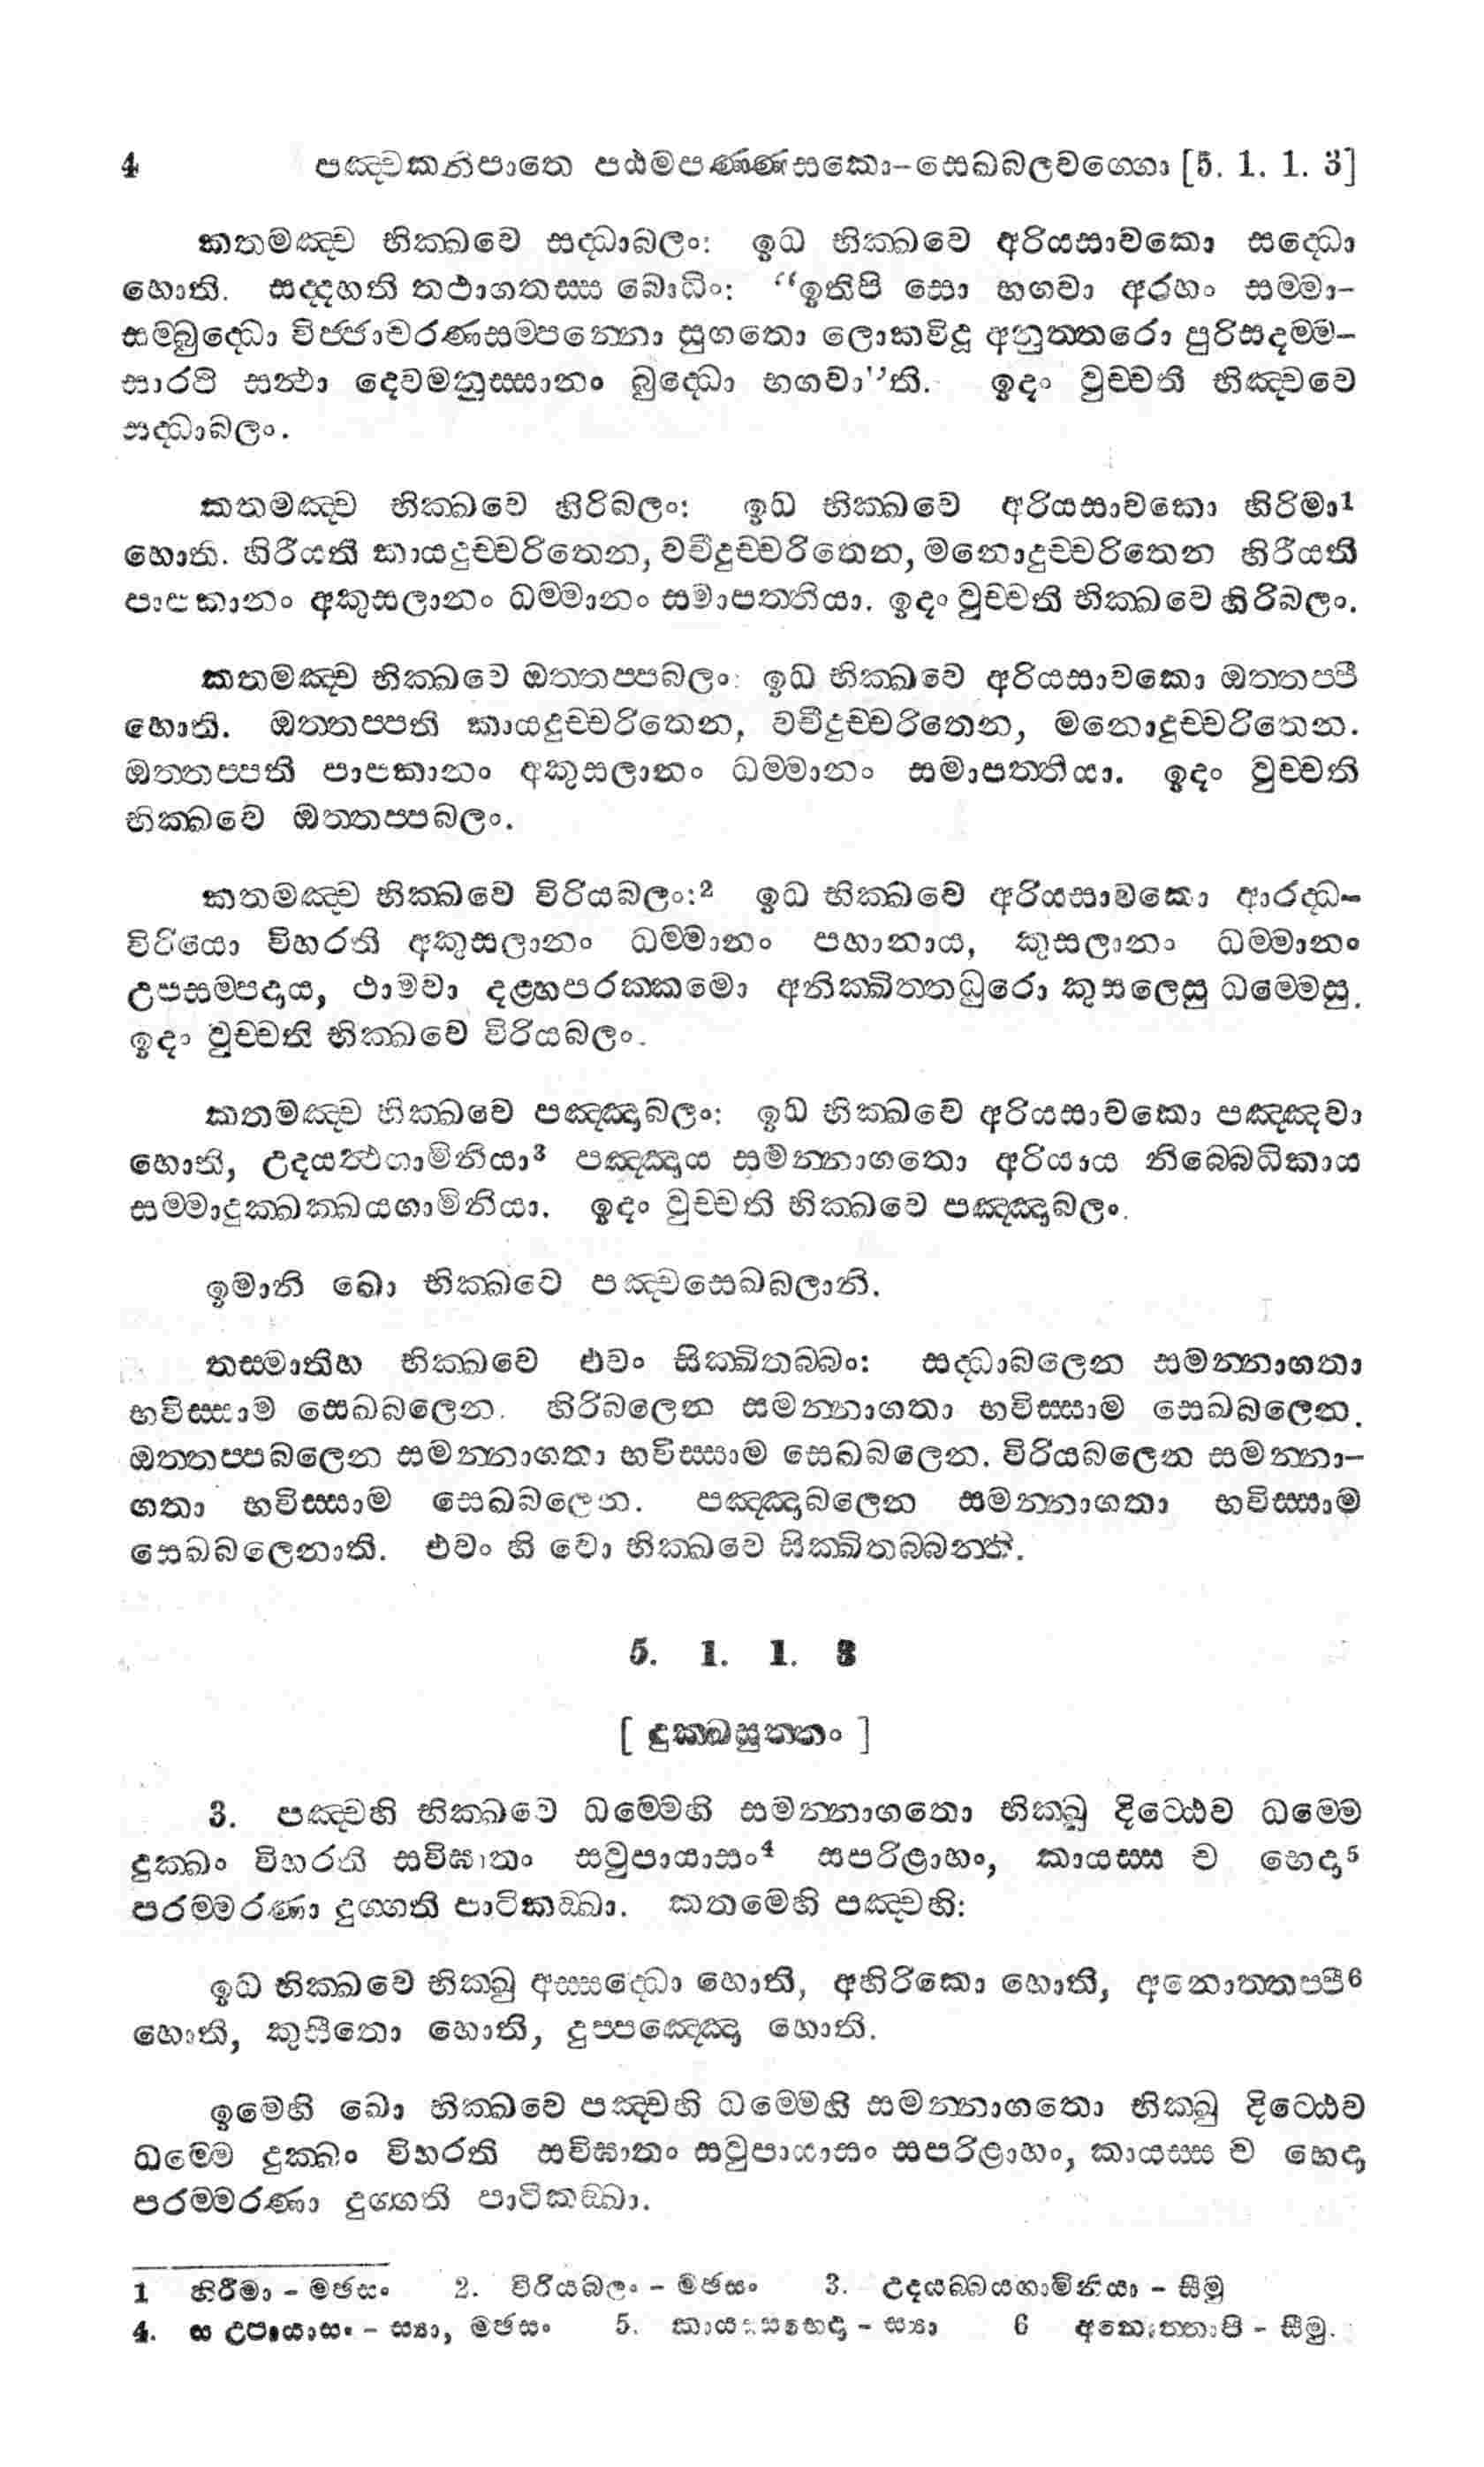 4 පඤ්චකනිපාතෙ පඨමපණ්ණාසකො-සෙඛබලවග්ගො [5. 1. 1. 3]
කතමඤ්ච භික්ඛවෙ සද්ධාබලං: ඉධ භික්ඛවෙ අරියසාවකො සද්ධො
හොති. සද්දහති තථාගතස්ස බොධිං: “ඉතිපි සො භගවා අරහං සම්මා-
සම්බුද්ධො විජ්ජාචරණසම්පන්නො සුගතො ලොකවිදූ අනුත්තරො පුරිසදම්ම-
සාරථි සත්ථා දෙවමනුස්සානං බුද්ධො භගවා”ති. ඉදං වුච්චති භිඤ්චවෙ
සද්ධාබලං.
කතමඤ්ච භික්ඛවෙ හිරිබලං: ඉධ භික්ඛවෙ අරියසාවකො හිරිමා1
හොති. හිරීයති කායදුච්චරිතෙන, වචීදුච්චරිතෙන, මනොදුච්චරිතෙන හිරීයති
පාපකානං අකුසලානං ධම්මානං සමාපත්තියා. ඉදං වුච්චති භික්ඛවෙ හිරිබලං.
කතමඤ්ච භික්ඛවෙ ඔත්තප්පබලං: ඉධ භික්ඛවෙ අරියසාවකො ඔත්තප්පී
හොති. ඔත්තප්පති කායදුච්චරිතෙන, වචීදුච්චරිතෙන, මනොදුච්චරිතෙන.
ඔත්තප්පති පාපකානං අකුසලානං ධම්මානං සමාපත්තියා. ඉදං වුච්චති
භික්ඛවෙ ඔත්තප්පබලං.
කතමඤ්ච භික්ඛවෙ විරියබලං:2 ඉධ භික්ඛවෙ අරියසාවකො ආරද්ධ-
විරියො විහරති අකුසලානං ධම්මානං පහානාය, කුසලානං ධම්මානං
උපසම්පදාය, ථාමවා දළ්හපරක්කමො අනික්ඛිත්තධුරො කුසලෙසු ධම්මෙසු.
ඉදං වුච්චති භික්ඛවෙ විරියබලං.
කතමඤ්ච භික්ඛවෙ පඤ්ඤාබලං: ඉධ භික්ඛවෙ අරියසාවකො පඤ්ඤවා
හොති, උදයත්ථගාමිනියා3 පඤ්ඤාය සමන්නාගතො අරියාය නිබ්බෙධිකාය
සම්මාදුක්ඛක්ඛයගාමිනියා. ඉදං වුච්චති භික්ඛවෙ පඤ්ඤාබලං.
ඉමානි ඛො භික්ඛවෙ පඤ්චසෙඛබලානි.
තස්මාතිහ භික්ඛවෙ එවං සික්ඛිතබ්බං: සද්ධාබලෙන සමන්නාගතා
භවිස්සාම සෙඛබලෙන. හිරිබලෙන සමන්නාගතා භවිස්සාම සෙඛබලෙන.
ඔත්තප්පබලෙන සමන්නාගතා භවිස්සාම සෙඛබලෙන. විරියබලෙන සමන්නා-
ගතා භවිස්සාම සෙඛබලෙන. පඤ්ඤාබලෙන සමන්නාගතා භවිස්සාම
සෙඛබලෙනාති. එවං හි වො භික්ඛවෙ සික්ඛිතබ්බන්ති.
5. 1. 1. 3
[ දුක්ඛසුත්තං ]
3. පඤ්චහි භික්ඛවෙ ධම්මෙහි සමන්නාගතො භික්ඛු දිට්ඨෙව ධම්මෙ
දුක්ඛං විහරති සවිඝාතං සවුපායාසං4 සපරිළාහං, කායස්ස ච භෙදා5
පරම්මරණා දුග්ගති පාටිකඞ්ඛා. කතමෙහි පඤ්චහි:
ඉධ භික්ඛවෙ භික්ඛු අස්සද්ධො හොති, අහිරිකො හොති, අනොත්තප්පී6
හොති, කුසීතො හොති, දුප්පඤ්ඤො හොති.
ඉමෙහි ඛො භික්ඛවෙ පඤ්චහි ධම්මෙහි සමන්නාගතො භික්ඛු දිට්ඨෙව
ධම්මෙ දුක්ඛං විහරති සවිඝාතං සවුපායාසං සපරිළාහං, කායස්ස ච භෙදා
පරම්මරණා දුග්ගති පාටිකඞ්ඛා.
1 හිරීමා - මඡසං 2. වීරියබලං - මඡසං 3. උදයබ්බයගාමිනියා - සීමු
4. ස උපායාසං - ස්‍යා, මඡසං 5. කායස්සභෙදා - ස්‍යා 6 අනොත්තාපී - සීමු.